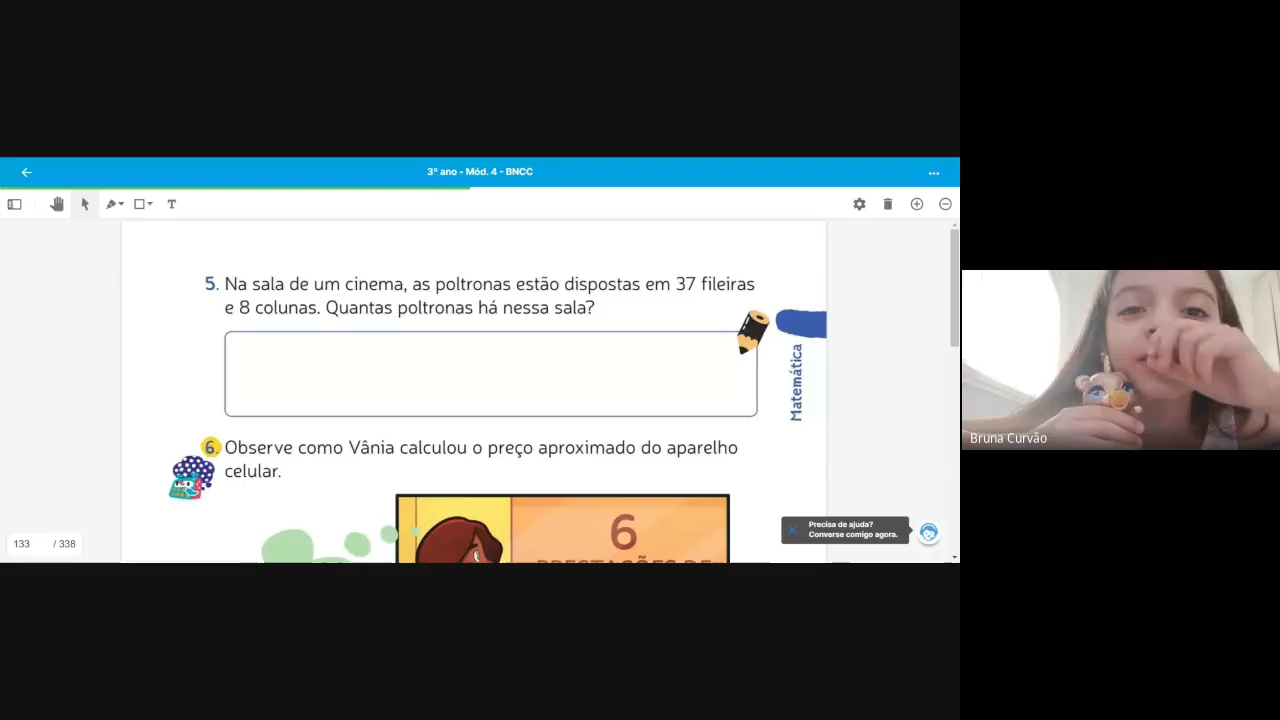 3º ano - Mód. 4 - BNCC
T
5. Na sala de um cinema, as poltronas estão dispostas em 37 fileiras
e 8 colunas. Quantas poltronas há nessa sala?
Matemática
6. Observe como Vânia calculou o preço aproximado do aparelho
celular.
6
PRESTAÇÕES DE
Precisa de ajuda?
Converse comigo agora.
133 / 338
Bruna Curvão